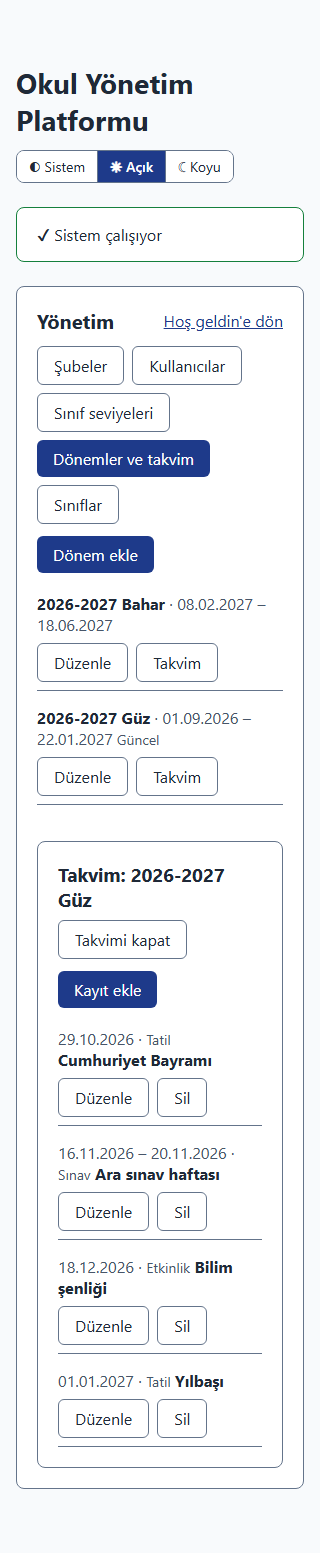 Okul Yönetim
Platformu
◐ Sistem ☀ Açık ☾ Koyu
✓ Sistem çalışıyor
Yönetim Hoş geldin'e dön
Şubeler Kullanıcılar
Sınıf seviyeleri
Dönemler ve takvim
Sınıflar
Dönem ekle
2026-2027 Bahar · 08.02.2027 –
18.06.2027
Düzenle Takvim
2026-2027 Güz · 01.09.2026 –
22.01.2027 Güncel
Düzenle Takvim
Takvim: 2026-2027
Güz
Takvimi kapat
Kayıt ekle
29.10.2026 · Tatil
Cumhuriyet Bayramı
Düzenle Sil
16.11.2026 – 20.11.2026 ·
Sınav Ara sınav haftası
Düzenle Sil
18.12.2026 · Etkinlik Bilim
şenliği
Düzenle Sil
01.01.2027 · Tatil Yılbaşı
Düzenle Sil